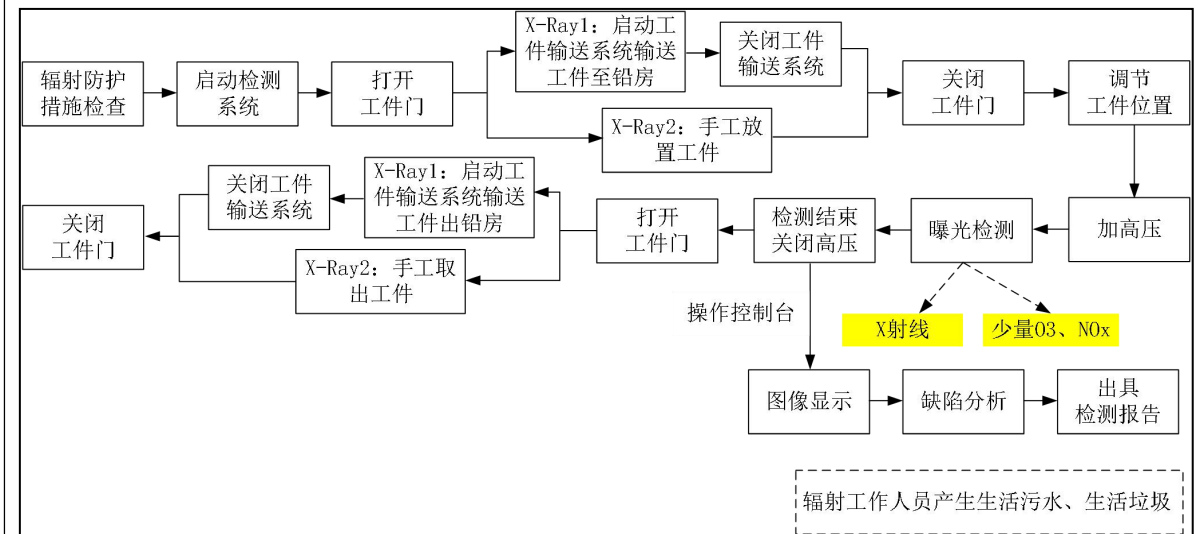 辐射防护
措施检查
启动检测
系统
打开
工件门
X-Ray1：启动工
件输送系统输送
工件至铅房
关闭工件
输送系统
X-Ray2：手工放
置工件
关闭
工件门
调节
工件位置
加高压
曝光检测
X射线
少量O3、NOx
检测结束
关闭高压
打开
工件门
X-Ray1：启动工
件输送系统输送
工件出铅房
关闭工件
输送系统
X-Ray2：手工取
出工件
关闭
工件门
操作控制台
图像显示
缺陷分析
出具
检测报告
辐射工作人员产生生活污水、生活垃圾